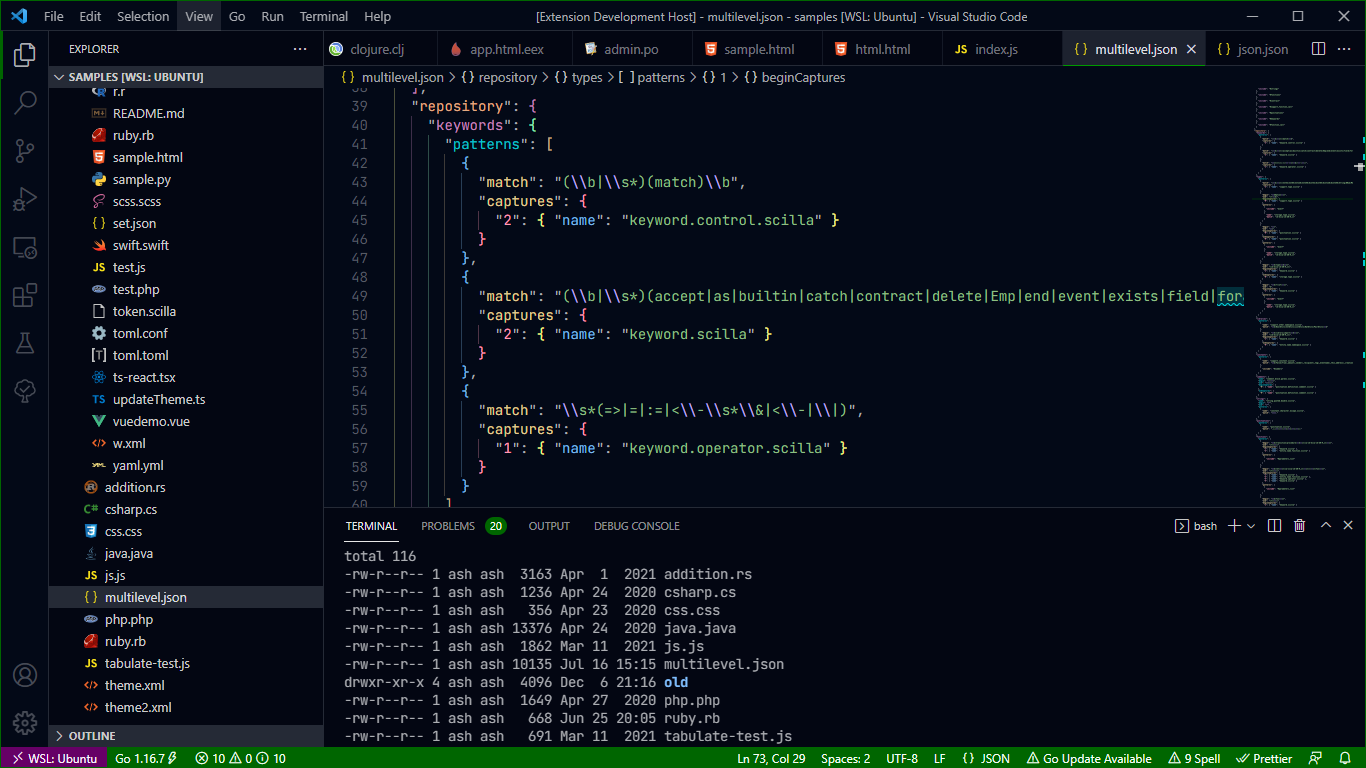 File Edit Selection View Go Run Terminal Help
[Extension Development Host] - multilevel.json - samples [WSL: Ubuntu] - Visual Studio Code
EXPLORER
SAMPLES [WSL: UBUNTU]
r.r
README.md
ruby.rb
sample.html
sample.py
scss.scss
set.json
swift.swift
test.js
test.php
token.scilla
toml.conf
toml.toml
ts-react.tsx
updateTheme.ts
vuedemo.vue
w.xml
yaml.yml
addition.rs
csharp.cs
css.css
java.java
js.js
multilevel.json
php.php
ruby.rb
tabulate-test.js
theme.xml
theme2.xml
OUTLINE
clojure.clj app.html.eex admin.po sample.html html.html index.js multilevel.json json.json
multilevel.json > {} repository > {} types > [ ] patterns > {} 1 > {} beginCaptures
38 ],
39 "repository": {
40 "keywords": {
41 "patterns": [
42 {
43 "match": "(\\b|\\s*)(match)\\b",
44 "captures": {
45 "2": { "name": "keyword.control.scilla" }
46 }
47 },
48 {
49 "match": "(\\b|\\s*)(accept|as|builtin|catch|contract|delete|Emp|end|event|exists|field|for
50 "captures": {
51 "2": { "name": "keyword.scilla" }
52 }
53 },
54 {
55 "match": "\\s*(=>|=|:=|<\\-\\s*\\&|<\\-|\\|)",
56 "captures": {
57 "1": { "name": "keyword.operator.scilla" }
58 }
59 }
60 ]
TERMINAL PROBLEMS 20 OUTPUT DEBUG CONSOLE
bash
total 116
-rw-r--r-- 1 ash ash  3163 Apr  1  2021 addition.rs
-rw-r--r-- 1 ash ash  1236 Apr 24  2020 csharp.cs
-rw-r--r-- 1 ash ash   356 Apr 23  2020 css.css
-rw-r--r-- 1 ash ash 13376 Apr 24  2020 java.java
-rw-r--r-- 1 ash ash  1862 Mar 11  2021 js.js
-rw-r--r-- 1 ash ash 10135 Jul 16 15:15 multilevel.json
drwxr-xr-x 4 ash ash  4096 Dec  6 21:16 old
-rw-r--r-- 1 ash ash  1649 Apr 27  2020 php.php
-rw-r--r-- 1 ash ash   668 Jun 25 20:05 ruby.rb
-rw-r--r-- 1 ash ash   691 Mar 11  2021 tabulate-test.js
WSL: Ubuntu Go 1.16.7 10 0 10 Ln 73, Col 29 Spaces: 2 UTF-8 LF {} JSON Go Update Available 9 Spell Prettier